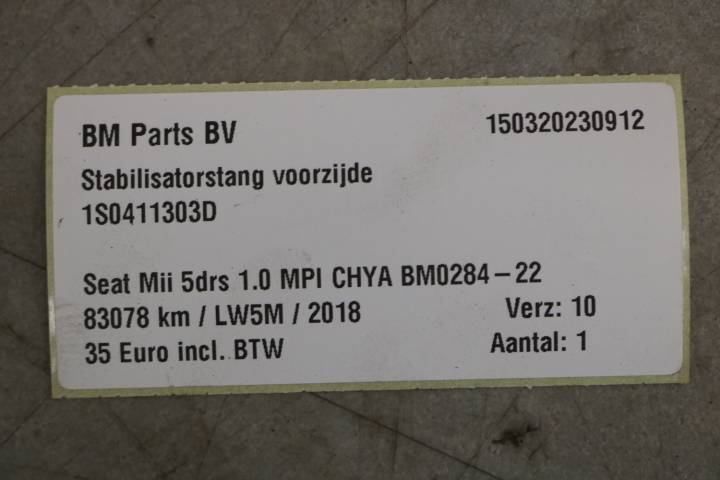 BM Parts BV 150320230912
Stabilisatorstang voorzijde
1S0411303D
Seat Mii 5drs 1.0 MPI CHYA BM0284-22
83078 km / LW5M / 2018 Verz: 10
35 Euro incl. BTW Aantal: 1